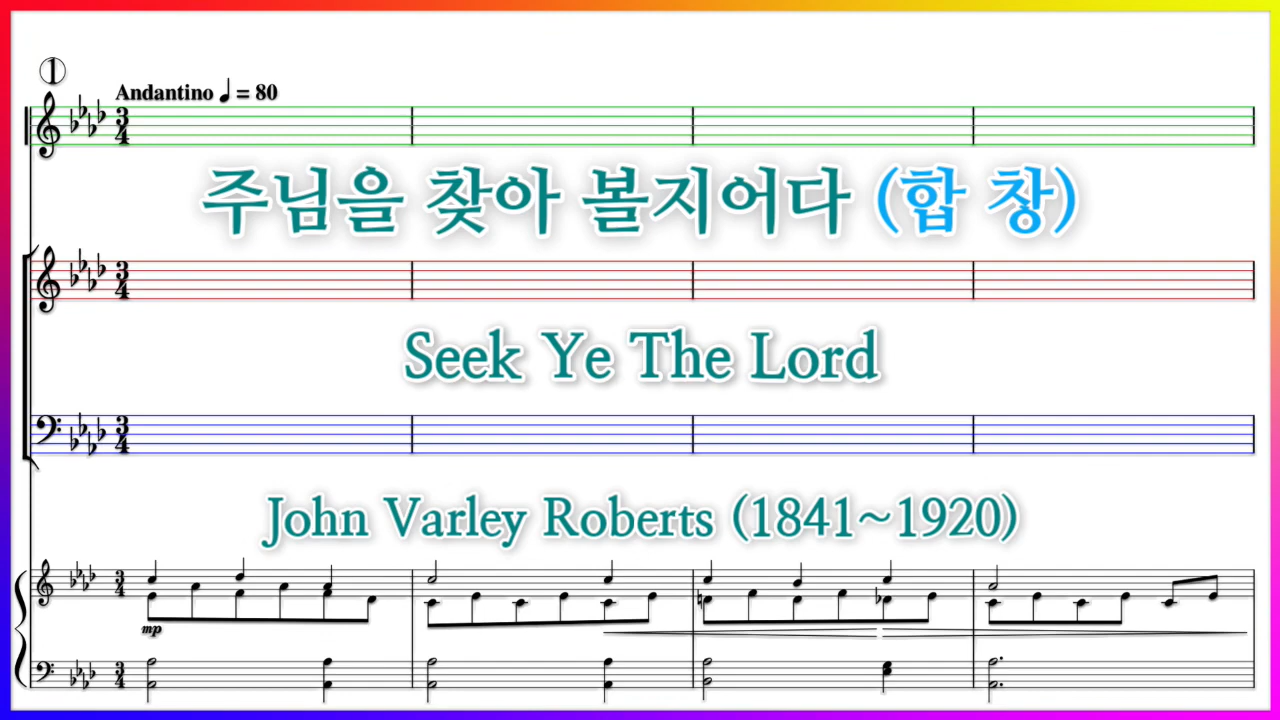 ①
Andantino ♩ = 80
주님을 찾아 볼지어다 (합 창)
Seek Ye The Lord
John Varley Roberts (1841~1920)
mp